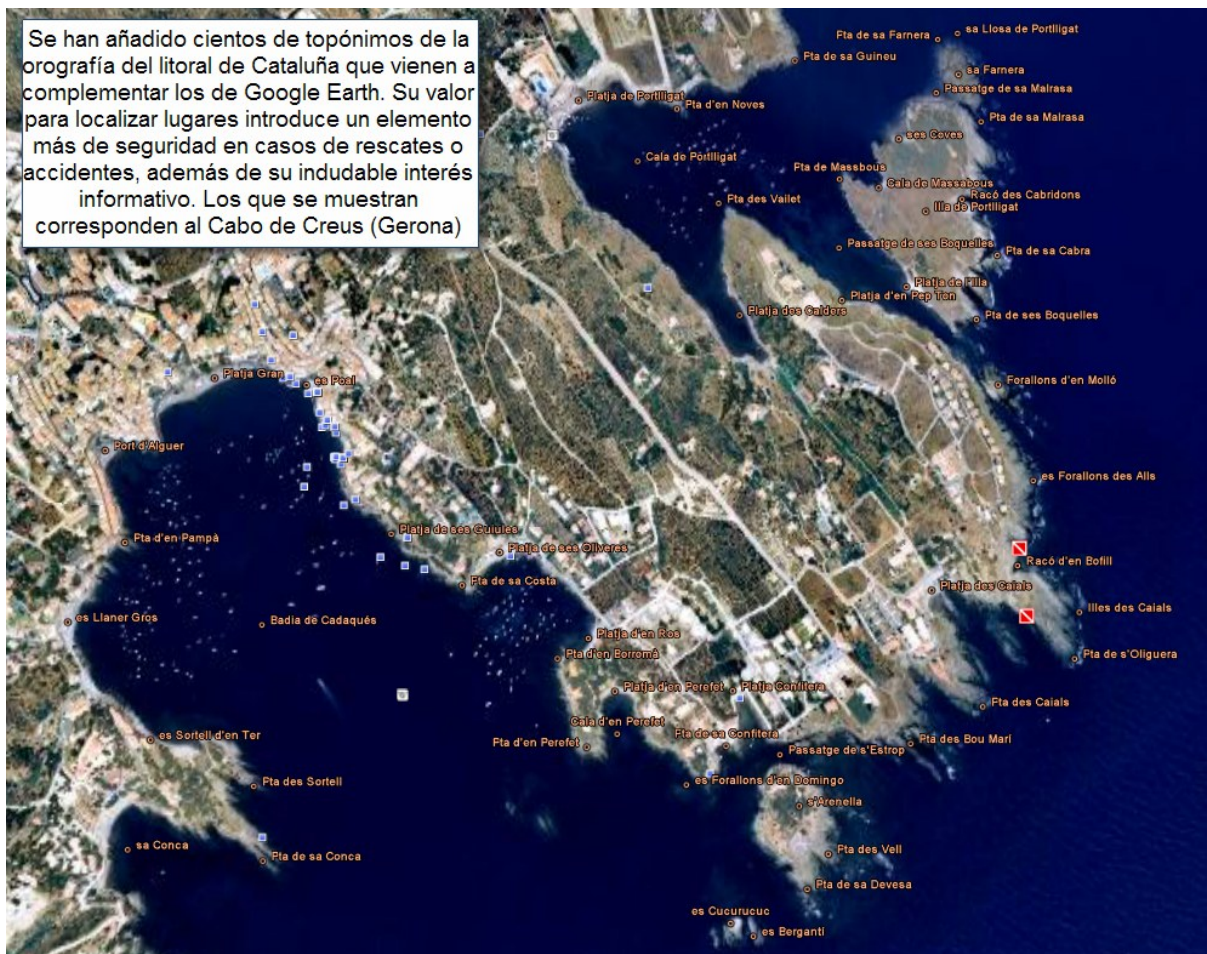 Se han añadido cientos de topónimos de la
orografía del litoral de Cataluña que vienen a
complementar los de Google Earth. Su valor
para localizar lugares introduce un elemento
más de seguridad en casos de rescates o
accidentes, además de su indudable interés
informativo. Los que se muestran
corresponden al Cabo de Creus (Gerona)
sa Llosa de Portlligat
Pta de sa Farnera
Pta de sa Guineu
sa Farnera
Passatge de sa Malrasa
Platja de Portlligat
Pta d'en Noves
Pta de sa Malrasa
ses Coves
Cala de Portlligat
Pta de Massbous
Cala de Massabous
Racó des Cabridons
Pta des Vailet
Illa de Portlligat
Passatge de ses Boquelles
Pta de sa Cabra
Platja de l'illa
Platja d'en Pep Ton
Platja des Calders
Pta de ses Boquelles
Platja Gran
es Poal
Forallons d'en Molló
Port d'Alguer
es Forallons des Alls
Platja de ses Guiules
Pta d'en Pampà
Platja de ses Oliveres
Racó d'en Bofill
Pta de sa Costa
Platja des Caials
Illes des Caials
es Llaner Gros
Badia de Cadaqués
Platja d'en Ros
Pta d'en Borromà
Pta de s'Oliguera
Platja d'en Perefet
Platja Confitera
Pta des Caials
Cala d'en Perefet
Pta de sa Confitera
es Sortell d'en Ter
Pta d'en Perefet
Passatge de s'Estrop
Pta des Bou Marí
Pta des Sortell
es Forallons d'en Domingo
s'Arenella
sa Conca
Pta de sa Conca
Pta des Vell
Pta de sa Devesa
es Cucurucuc
es Bergantí